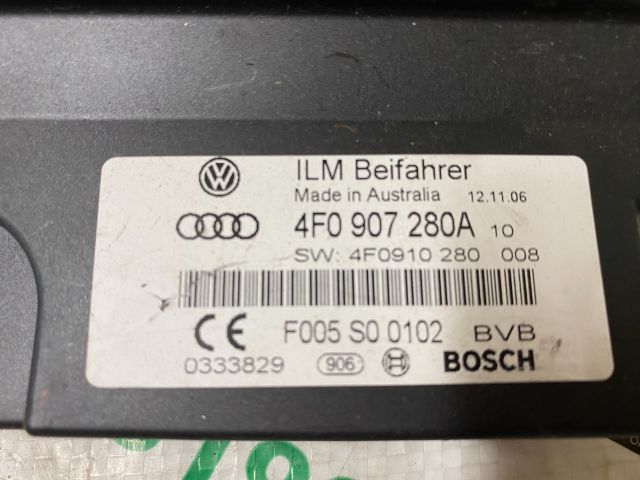 ILM Beifahrer
Made in Australia 12.11.06
4F0 907 280A 10
SW: 4F0910 280 008
CE F005 S0 0102 BVB
0333829 906 BOSCH